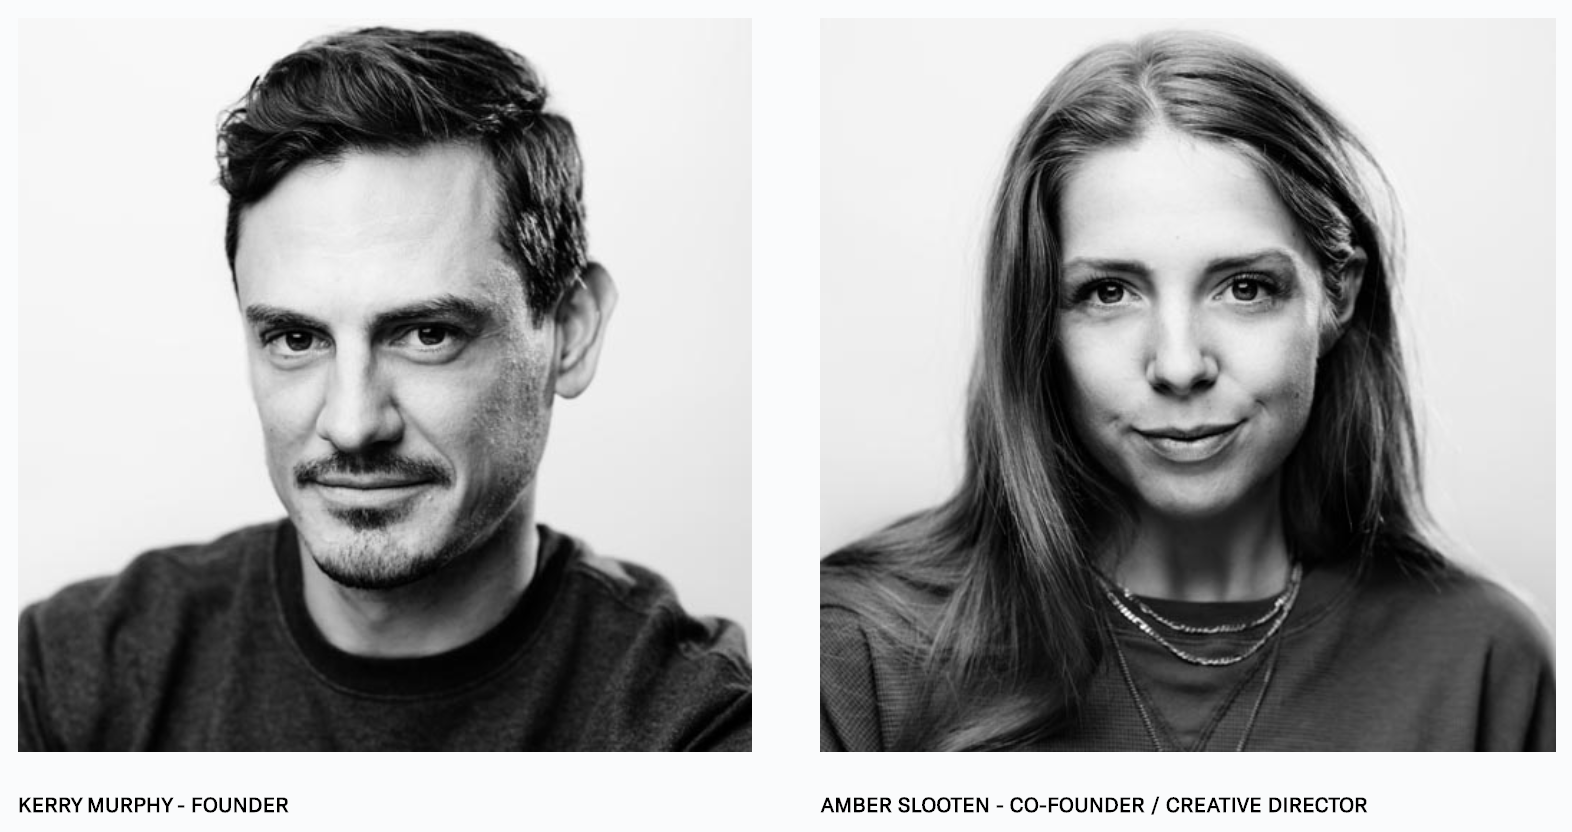 KERRY MURPHY - FOUNDER
AMBER SLOOTEN - CO-FOUNDER / CREATIVE DIRECTOR